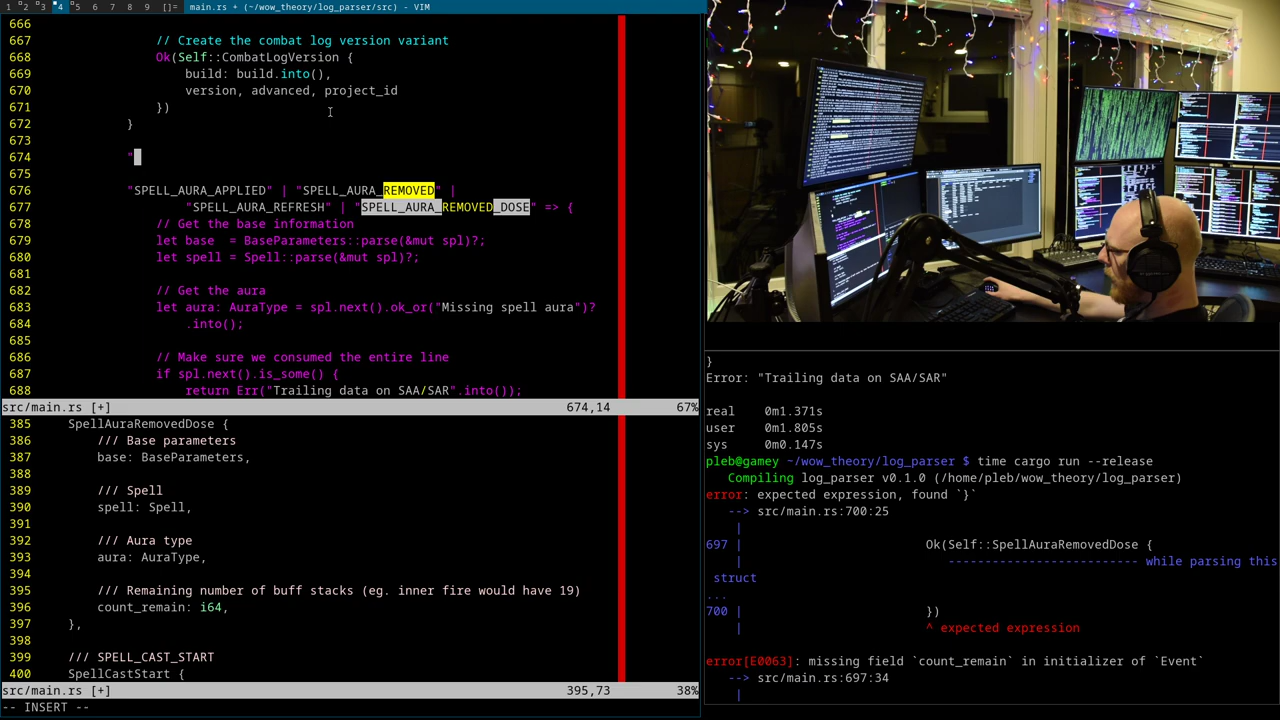 1 2 3 4 5 6 7 8 9 []= main.rs + (~/wow_theory/log_parser/src) - VIM
666
667 // Create the combat log version variant
668 Ok(Self::CombatLogVersion {
669 build: build.into(),
670 version, advanced, project_id
671 })
672 }
673
674 "
675
676 "SPELL_AURA_APPLIED" | "SPELL_AURA_REMOVED" |
677 "SPELL_AURA_REFRESH" | "SPELL_AURA_REMOVED_DOSE" => {
678 // Get the base information
679 let base  = BaseParameters::parse(&mut spl)?;
680 let spell = Spell::parse(&mut spl)?;
681
682 // Get the aura
683 let aura: AuraType = spl.next().ok_or("Missing spell aura")?
684 .into();
685
686 // Make sure we consumed the entire line
687 if spl.next().is_some() {
688 return Err("Trailing data on SAA/SAR".into());
src/main.rs [+] 674,14 67%
385 SpellAuraRemovedDose {
386 /// Base parameters
387 base: BaseParameters,
388
389 /// Spell
390 spell: Spell,
391
392 /// Aura type
393 aura: AuraType,
394
395 /// Remaining number of buff stacks (eg. inner fire would have 19)
396 count_remain: i64,
397 },
398
399 /// SPELL_CAST_START
400 SpellCastStart {
src/main.rs [+] 395,73 38%
-- INSERT --
}
Error: "Trailing data on SAA/SAR"
real 0m1.371s
user 0m1.805s
sys 0m0.147s
pleb@gamey ~/wow_theory/log_parser $ time cargo run --release
Compiling log_parser v0.1.0 (/home/pleb/wow_theory/log_parser)
error: expected expression, found `}`
--> src/main.rs:700:25
|
697 | Ok(Self::SpellAuraRemovedDose {
| -------------------------- while parsing this
struct
...
700 | })
| ^ expected expression
error[E0063]: missing field `count_remain` in initializer of `Event`
--> src/main.rs:697:34
|